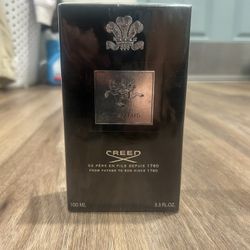 CREED
DE PÈRE EN FILS DEPUIS 1760
FROM FATHER TO SON SINCE 1760
100 ML 3.3 FL.OZ.